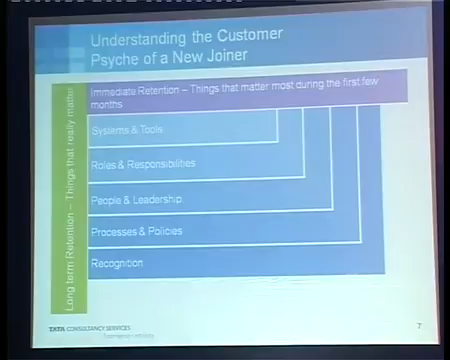 Understanding the Customer
Psyche of a New Joiner
Immediate Retention – Things that matter most during the first few
months
Long term Retention – Things that really matter
Systems & Tools
Roles & Responsibilities
People & Leadership
Processes & Policies
Recognition
TATA CONSULTANCY SERVICES
7